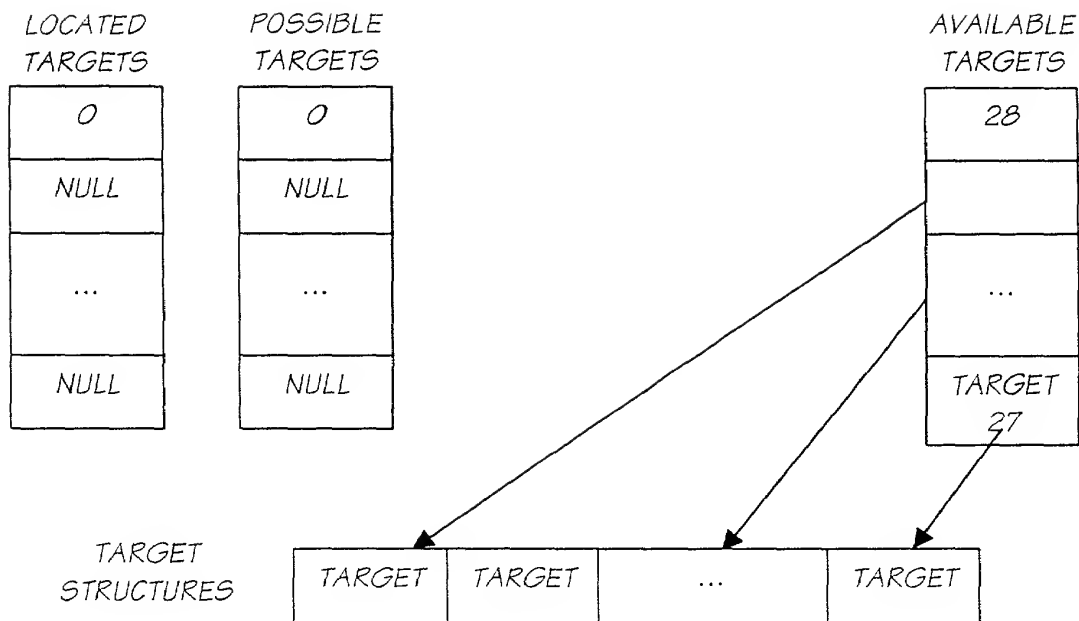 LOCATED
TARGETS
0
NULL
...
NULL
POSSIBLE
TARGETS
0
NULL
...
NULL
AVAILABLE
TARGETS
28
...
TARGET
27
TARGET
STRUCTURES
TARGET
TARGET
...
TARGET